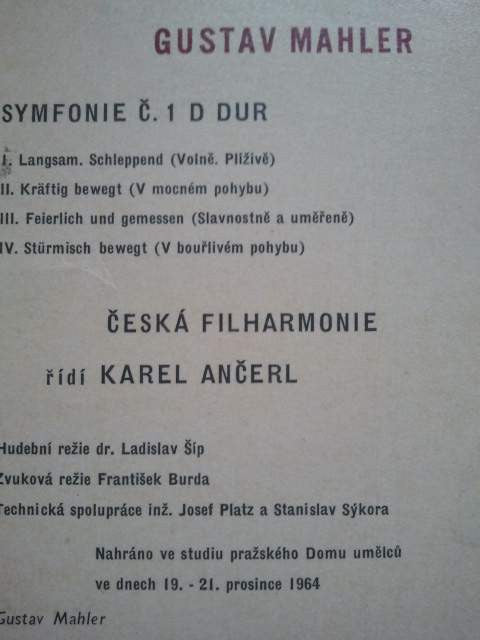 GUSTAV MAHLER
SYMFONIE Č. 1 D DUR
I. Langsam. Schleppend (Volně. Plíživě)
II. Kräftig bewegt (V mocném pohybu)
III. Feierlich und gemessen (Slavnostně a uměřeně)
IV. Stürmisch bewegt (V bouřlivém pohybu)
ČESKÁ FILHARMONIE
řídí KAREL ANČERL
Hudební režie dr. Ladislav Šíp
Zvuková režie František Burda
Technická spolupráce inž. Josef Platz a Stanislav Sýkora
Nahráno ve studiu pražského Domu umělců
ve dnech 19. - 21. prosince 1964
Gustav Mahler